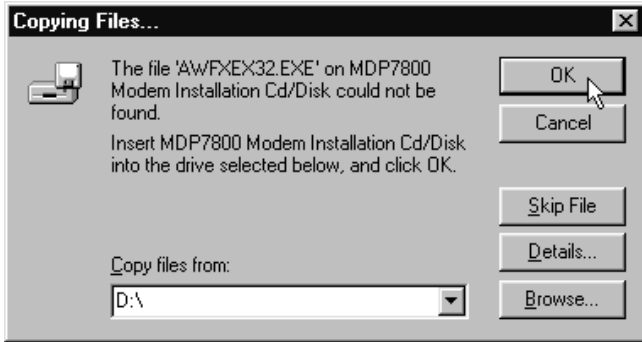 Copying Files...
The file 'AWFXEX32.EXE' on MDP7800
Modem Installation Cd/Disk could not be
found.
Insert MDP7800 Modem Installation Cd/Disk
into the drive selected below, and click OK.
OK
Cancel
Skip File
Details...
Browse...
Copy files from:
D:\